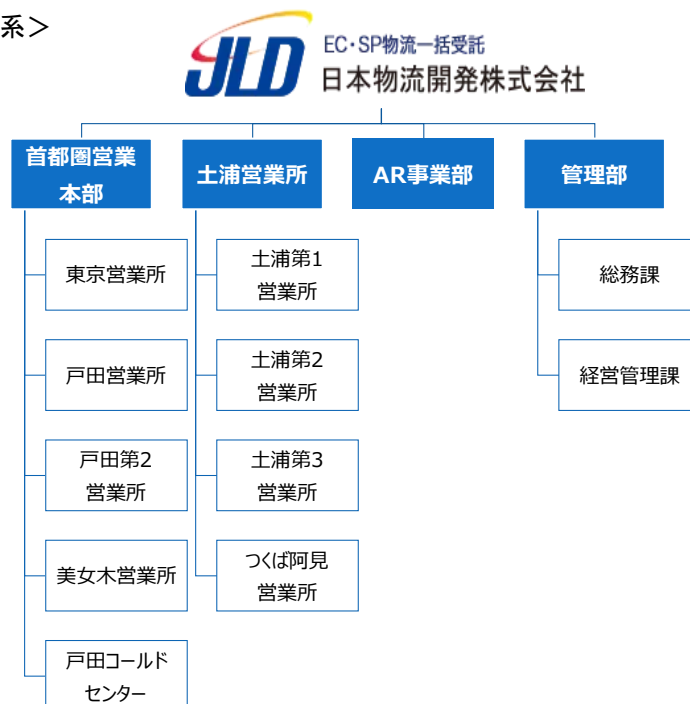 系＞
JLD
EC・SP物流一括受託
日本物流開発株式会社
首都圏営業
本部
土浦営業所
AR事業部
管理部
東京営業所
戸田営業所
戸田第2
営業所
美女木営業所
戸田コールド
センター
土浦第1
営業所
土浦第2
営業所
土浦第3
営業所
つくば阿見
営業所
総務課
経営管理課